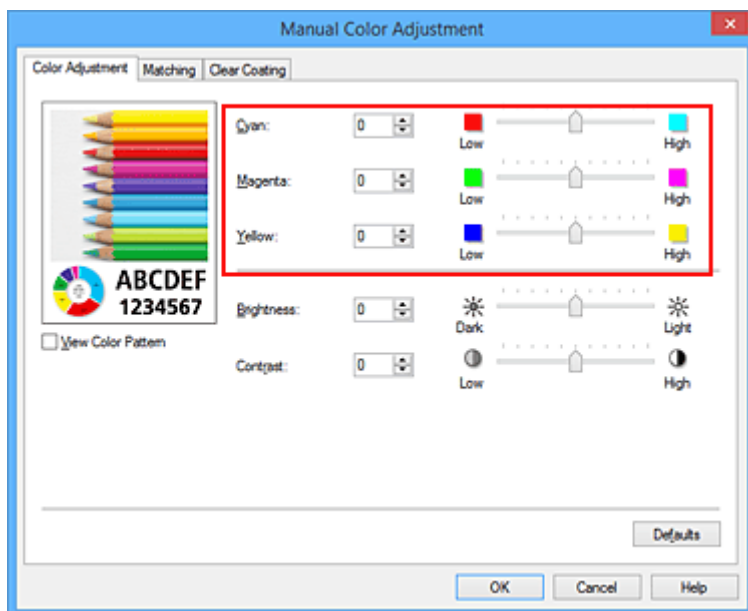 Manual Color Adjustment
Color Adjustment Matching Clear Coating
Cyan: 0 Low High
Magenta: 0 Low High
Yellow: 0 Low High
ABCDEF
1234567
Brightness: 0 Dark Light
View Color Pattern
Contrast: 0 Low High
Defaults
OK Cancel Help